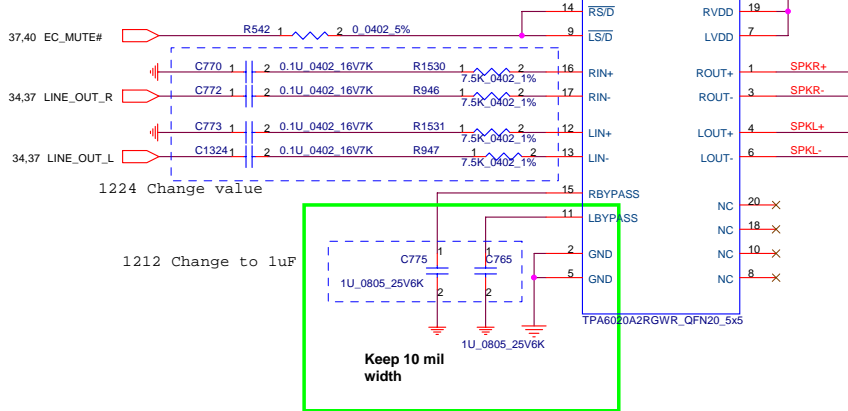 14 RS/D RVDD 19
R542 1 2 0_0402_5%
37,40 EC_MUTE# 9 LS/D LVDD 7
C770 1 2 0.1U_0402_16V7K R1530 1 2 16 RIN+ ROUT+ 1 SPKR+
7.5K_0402_1%
34,37 LINE_OUT_R C772 1 2 0.1U_0402_16V7K R946 1 2 17 RIN- ROUT- 3 SPKR-
7.5K_0402_1%
C773 1 2 0.1U_0402_16V7K R1531 1 2 12 LIN+ LOUT+ 4 SPKL+
7.5K_0402_1%
34,37 LINE_OUT_L C1324 1 2 0.1U_0402_16V7K R947 1 2 13 LIN- LOUT- 6 SPKL-
7.5K_0402_1%
1224 Change value
15 RBYPASS
NC 20
11 LBYPASS
NC 18
1212 Change to 1uF
C775 1 C765 1 2 GND NC 10
1U_0805_25V6K 2 2 5 GND NC 8
TPA6020A2RGWR_QFN20_5x5
1U_0805_25V6K
Keep 10 mil
width